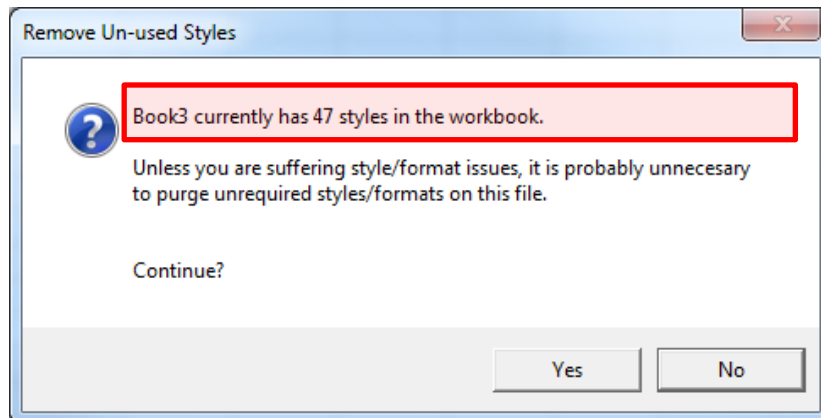 Remove Un-used Styles
Book3 currently has 47 styles in the workbook.
Unless you are suffering style/format issues, it is probably unnecesary
to purge unrequired styles/formats on this file.
Continue?
Yes
No